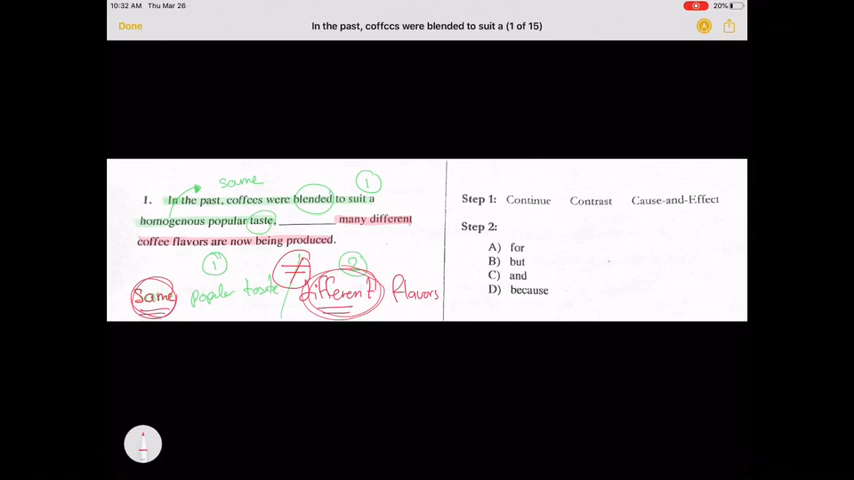 10:32 AM Thu Mar 26
20%
Done
In the past, coffccs were blended to suit a (1 of 15)
same
1
1. In the past, coffees were blended to suit a
homogenous popular taste, ________ many different
coffee flavors are now being produced.
1
≠
2
Same popular taste different flavors
Step 1: Continue Contrast Cause-and-Effect
Step 2:
A) for
B) but
C) and
D) because